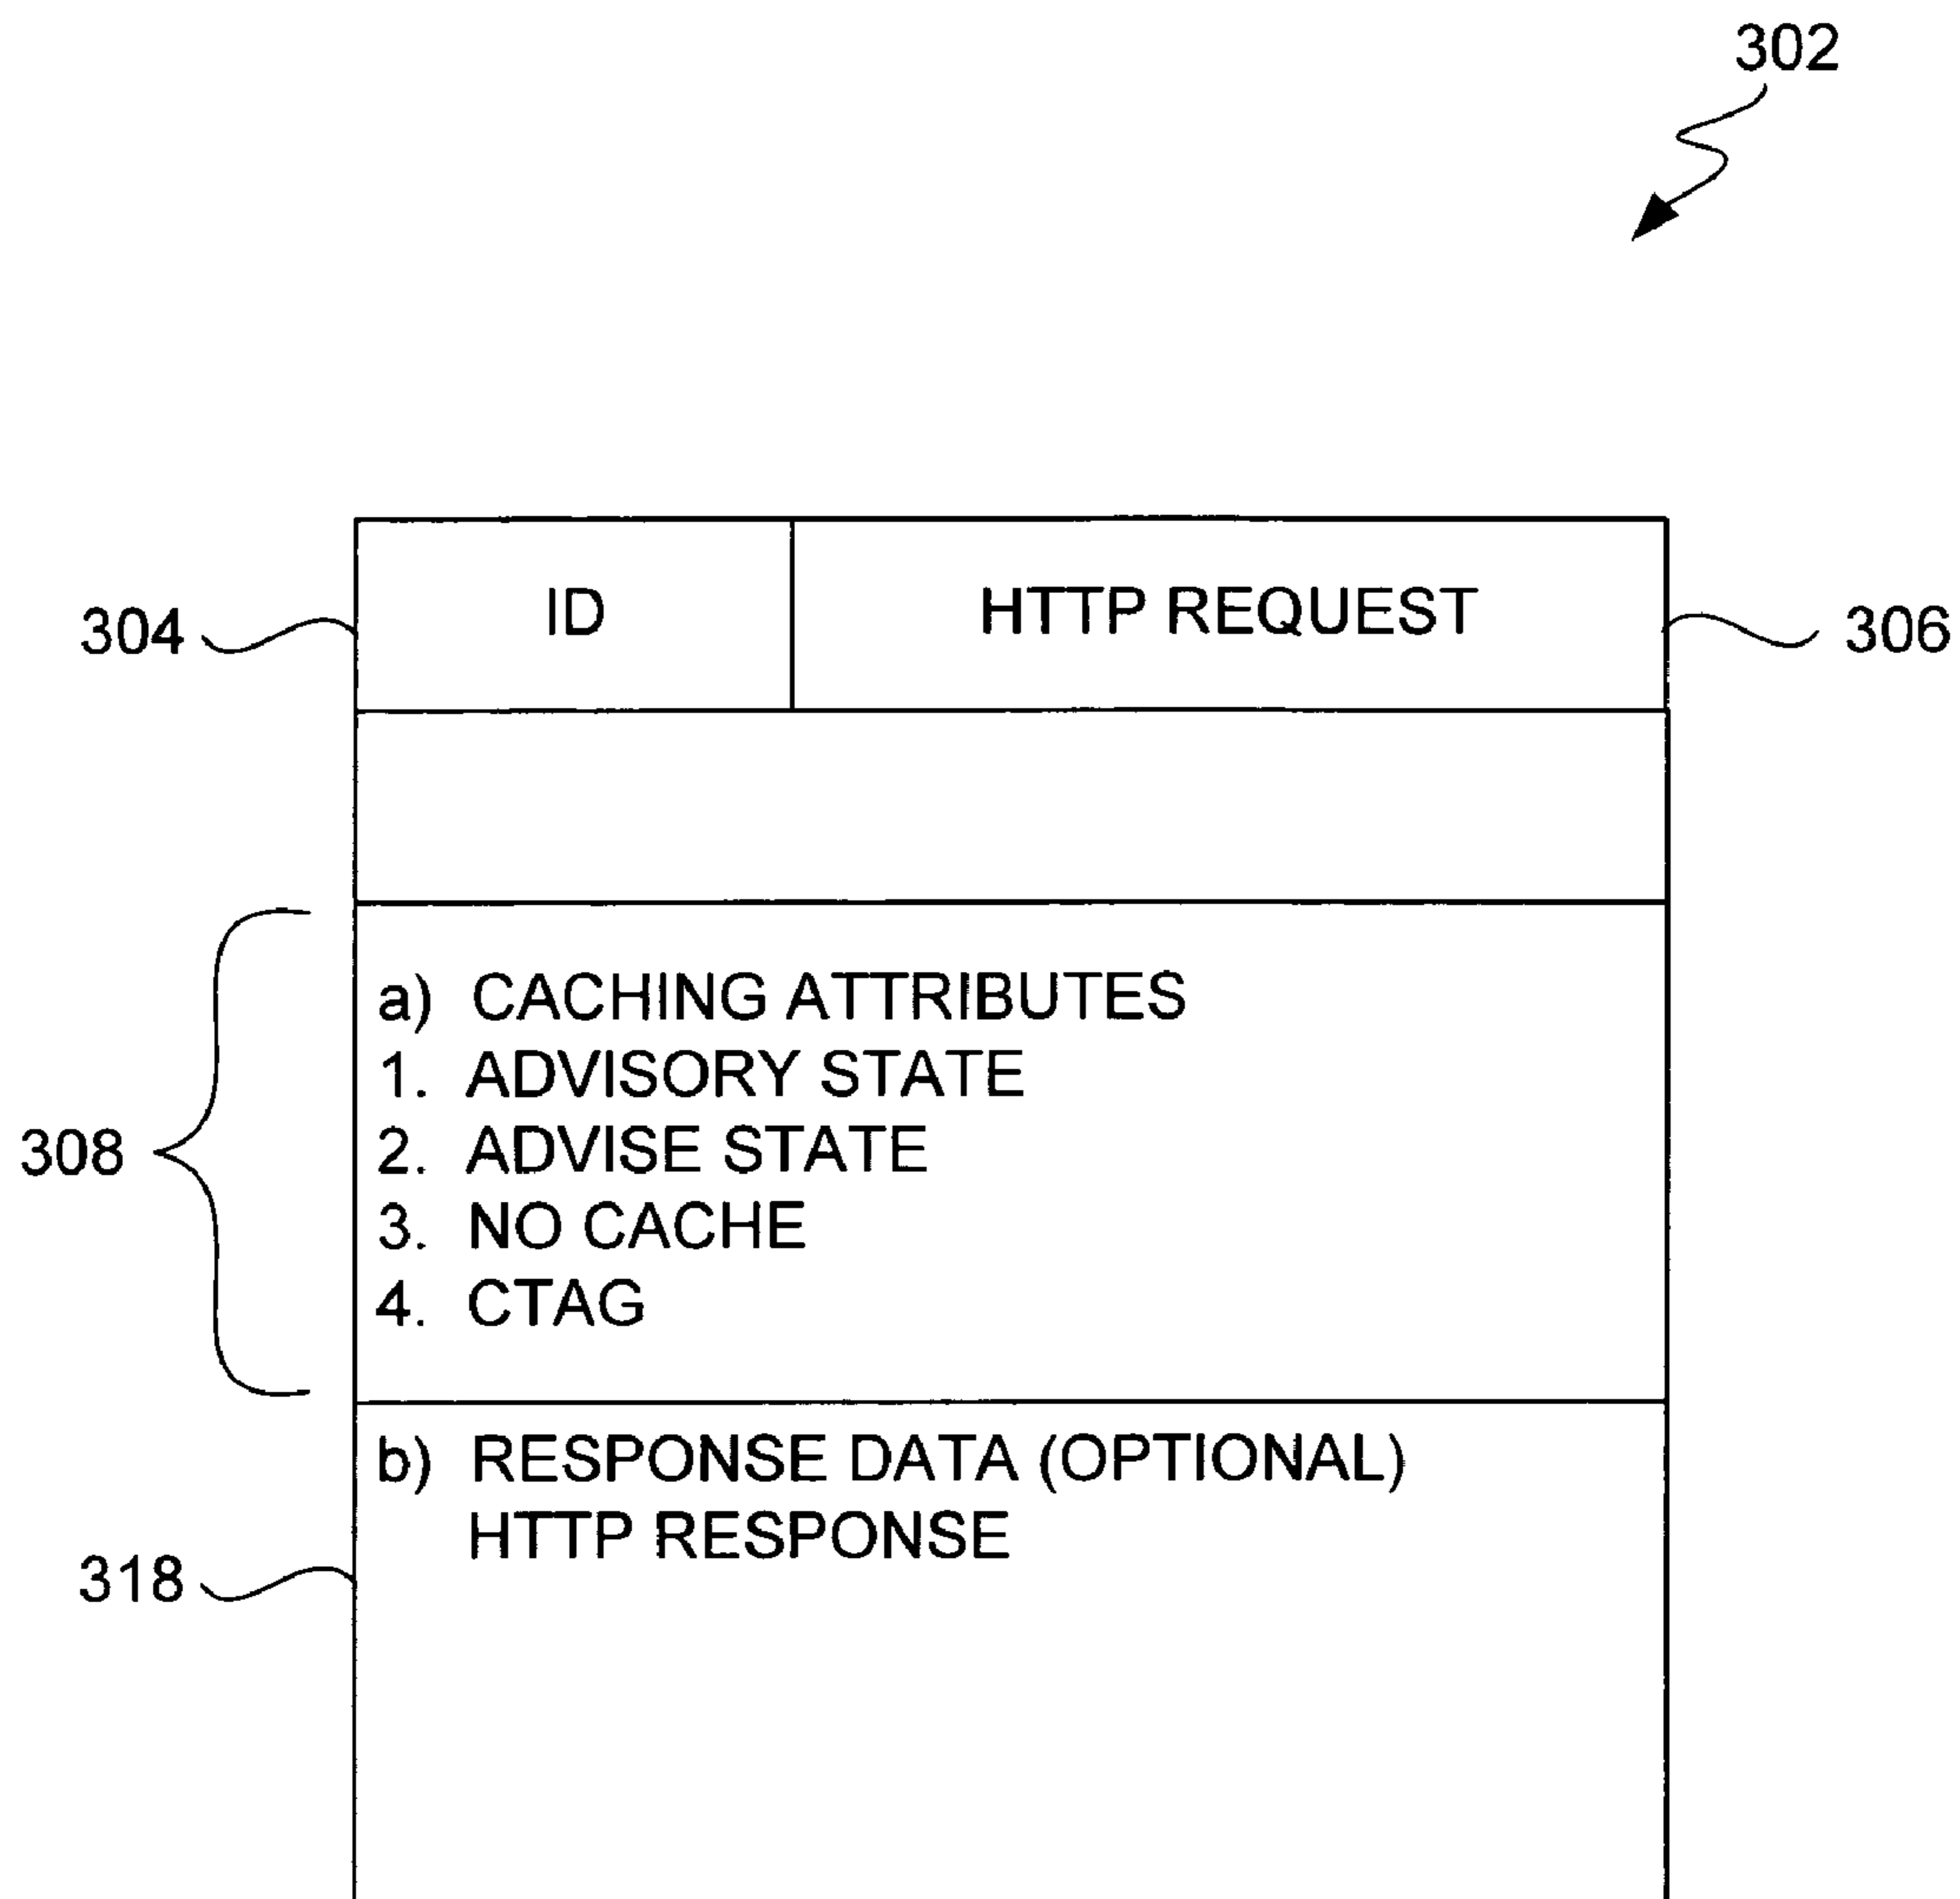 302
ID
HTTP REQUEST
304
306
a) CACHING ATTRIBUTES
1. ADVISORY STATE
2. ADVISE STATE
3. NO CACHE
4. CTAG
308
b) RESPONSE DATA (OPTIONAL)
HTTP RESPONSE
318